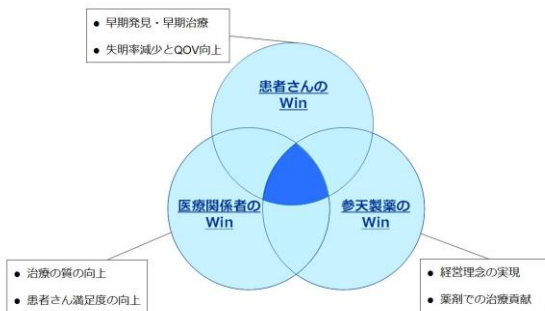 ● 早期発見・早期治療
● 失明率減少とQOV向上
患者さんの
Win
医療関係者の
Win
参天製薬の
Win
● 治療の質の向上
● 患者さん満足度の向上
● 経営理念の実現
● 薬剤での治療貢献